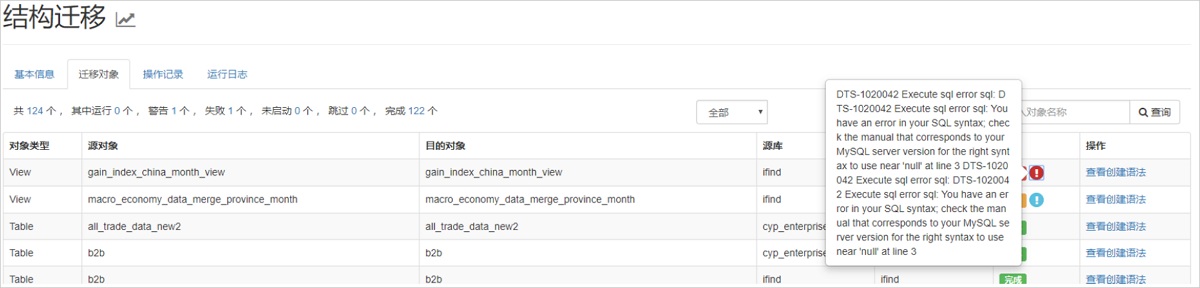 结构迁移
基本信息 迁移对象 操作记录 运行日志
共 124 个， 其中运行 0 个， 警告 1 个， 失败 1 个， 未启动 0 个， 跳过 0 个， 完成 122 个
全部
对象名称 查询
对象类型 源对象 目的对象 源库 操作
View gain_index_china_month_view gain_index_china_month_view ifind 查看创建语法
View macro_economy_data_merge_province_month macro_economy_data_merge_province_month ifind 查看创建语法
Table all_trade_data_new2 all_trade_data_new2 cyp_enterprise 查看创建语法
Table b2b b2b cyp_enterprise 查看创建语法
Table b2b b2b ifind ifind 完成 查看创建语法
DTS-1020042 Execute sql error sql: D
TS-1020042 Execute sql error sql: You
have an error in your SQL syntax; chec
k the manual that corresponds to your
MySQL server version for the right synt
ax to use near 'null' at line 3 DTS-1020
042 Execute sql error sql: DTS-102004
2 Execute sql error sql: You have an err
or in your SQL syntax; check the man
ual that corresponds to your MySQL se
rver version for the right syntax to use
near 'null' at line 3